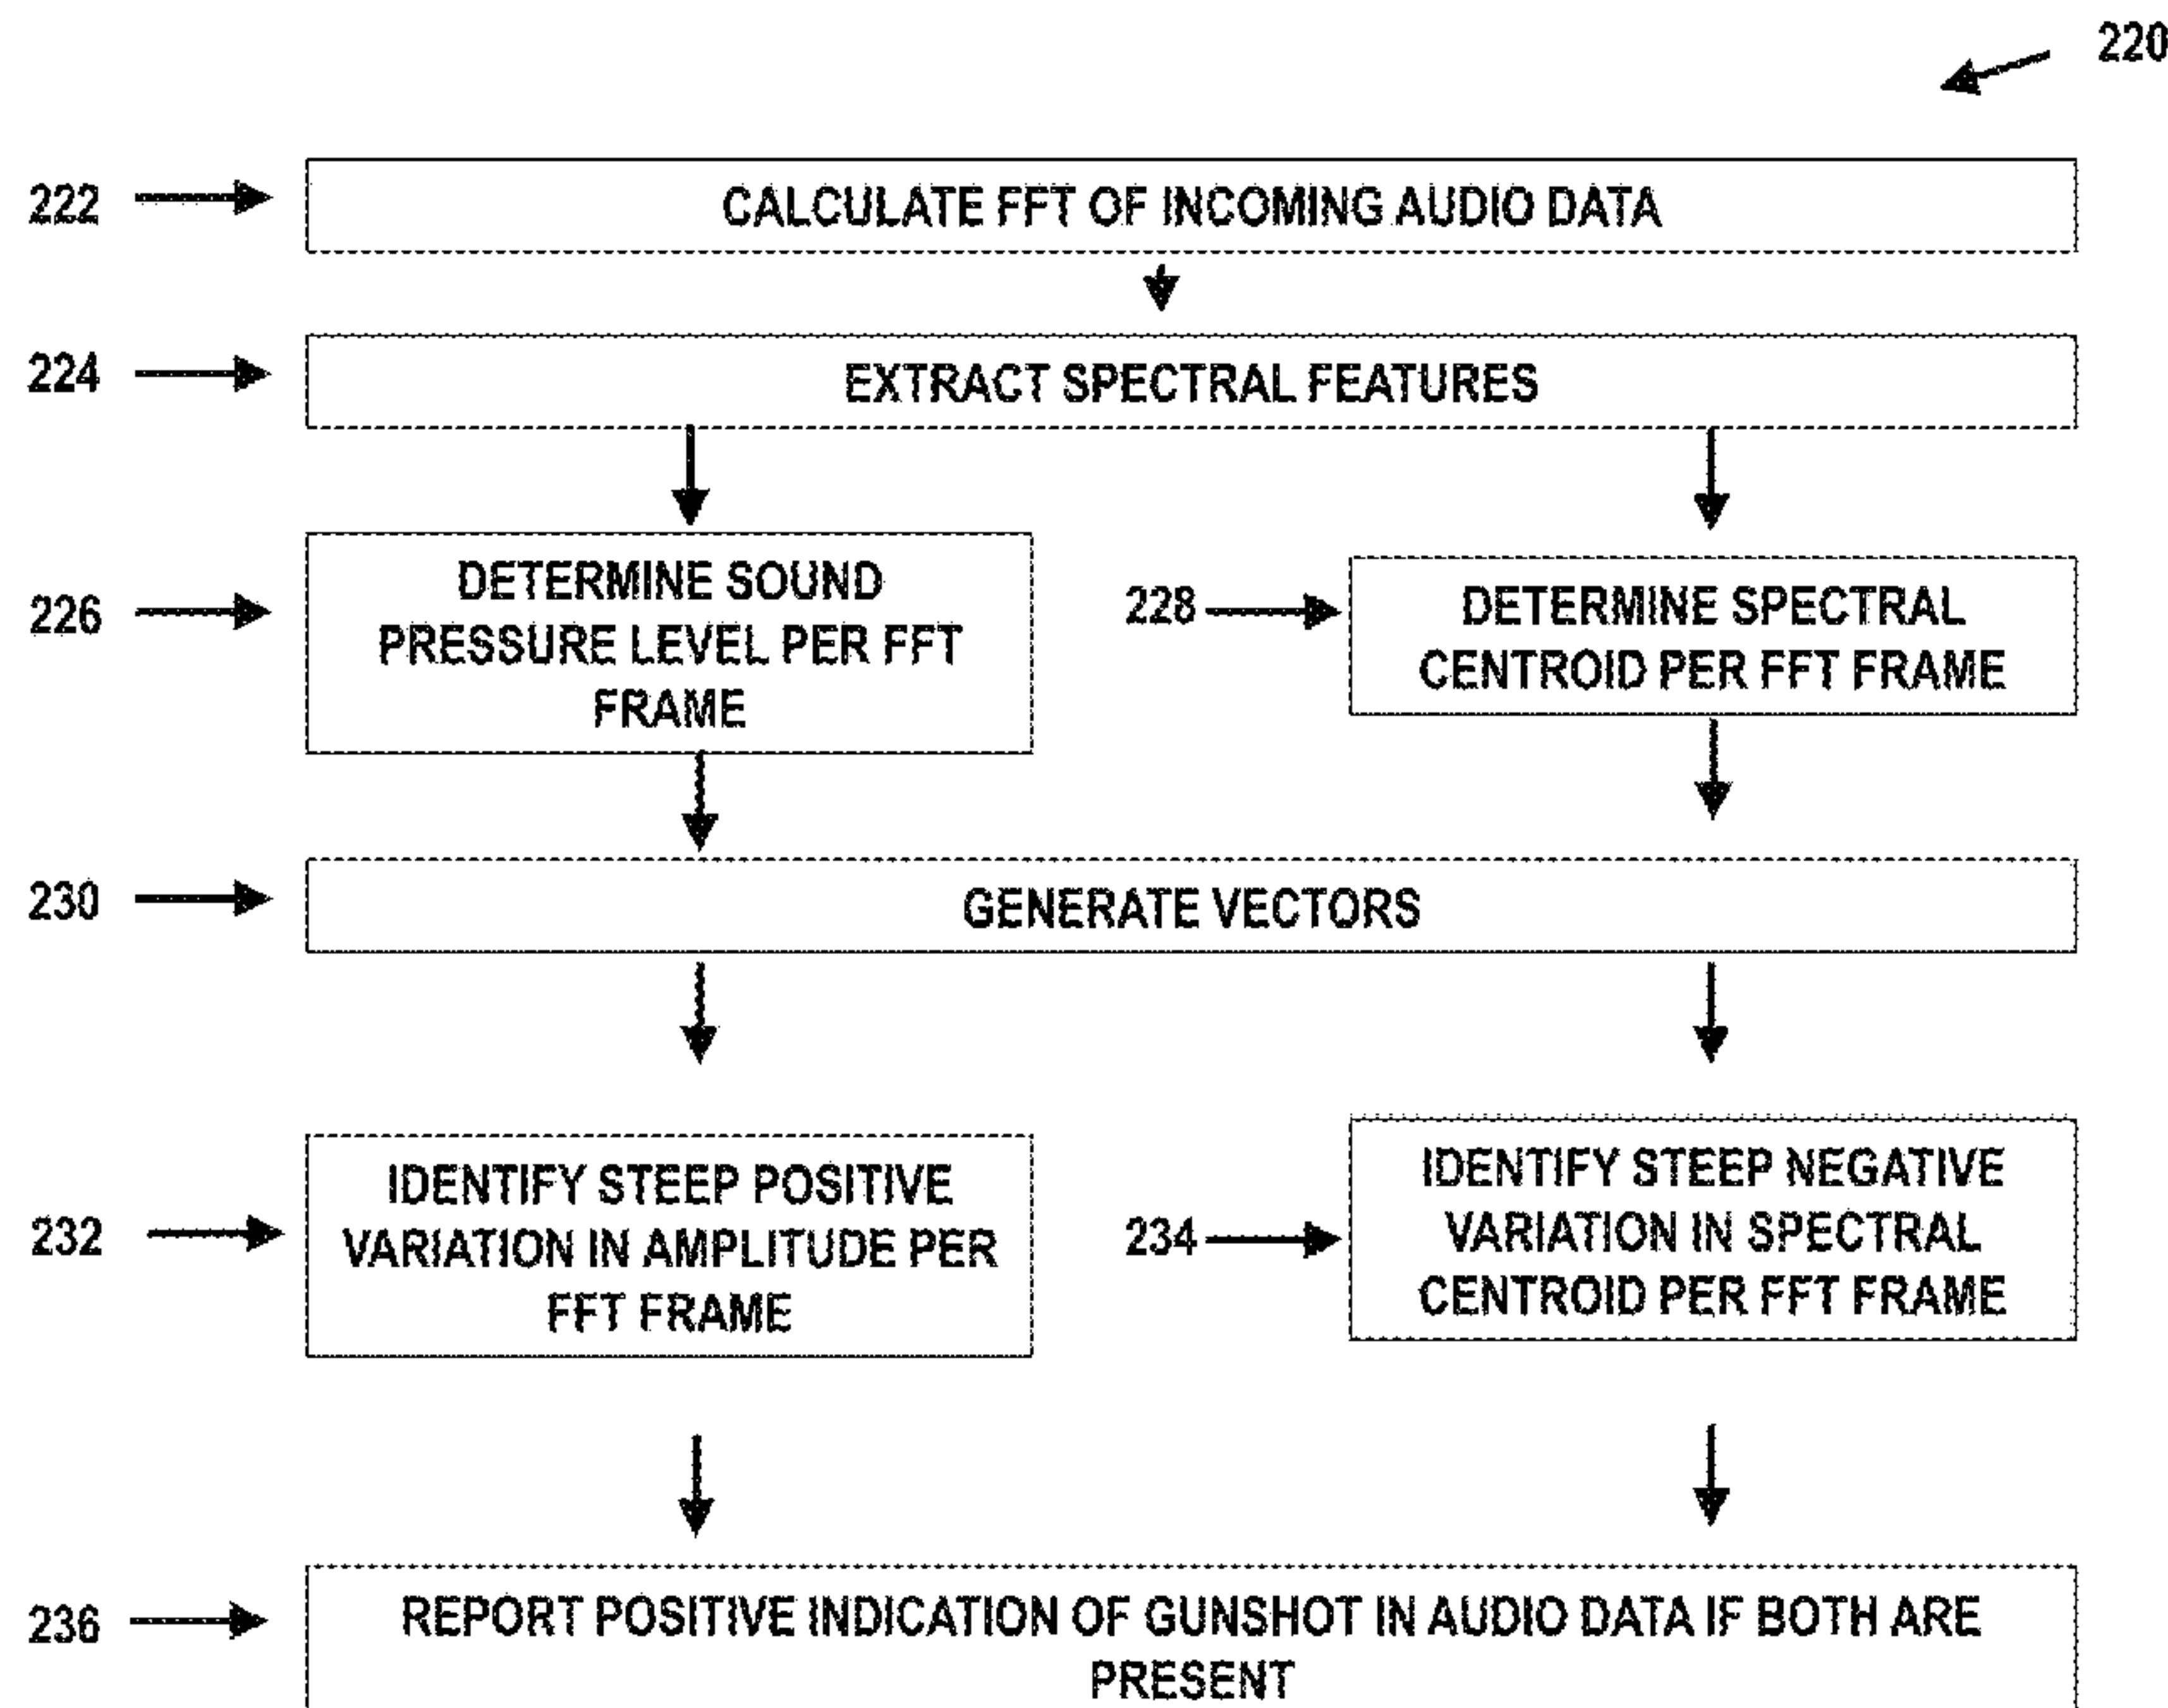 220
222
CALCULATE FFT OF INCOMING AUDIO DATA
224
EXTRACT SPECTRAL FEATURES
226
DETERMINE SOUND
PRESSURE LEVEL PER FFT
FRAME
228
DETERMINE SPECTRAL
CENTROID PER FFT FRAME
230
GENERATE VECTORS
232
IDENTIFY STEEP POSITIVE
VARIATION IN AMPLITUDE PER
FFT FRAME
234
IDENTIFY STEEP NEGATIVE
VARIATION IN SPECTRAL
CENTROID PER FFT FRAME
236
REPORT POSITIVE INDICATION OF GUNSHOT IN AUDIO DATA IF BOTH ARE
PRESENT